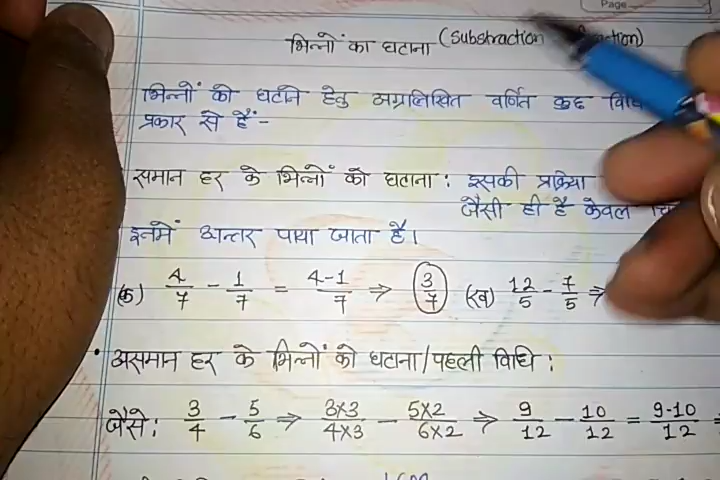 Page
भिन्नों का घटाना (Substraction
भिन्नों को घटाने हेतु अग्रलिखित वर्णित कुछ
प्रकार से हैं:-
समान हर के भिन्नों को घटाना : इसकी प्रक्रिया
जैसी ही है केवल
इनमें अन्तर पाया जाता है।
(क) 4/7 - 1/7 = 4-1/7 ⇒ 3/7 (ख) 12/5 - 7/5 ⇒
• असमान हर के भिन्नों को घटाना/पहली विधि :
जैसे: 3/4 - 5/6 ⇒ 3×3/4×3 - 5×2/6×2 ⇒ 9/12 - 10/12 = 9-10/12